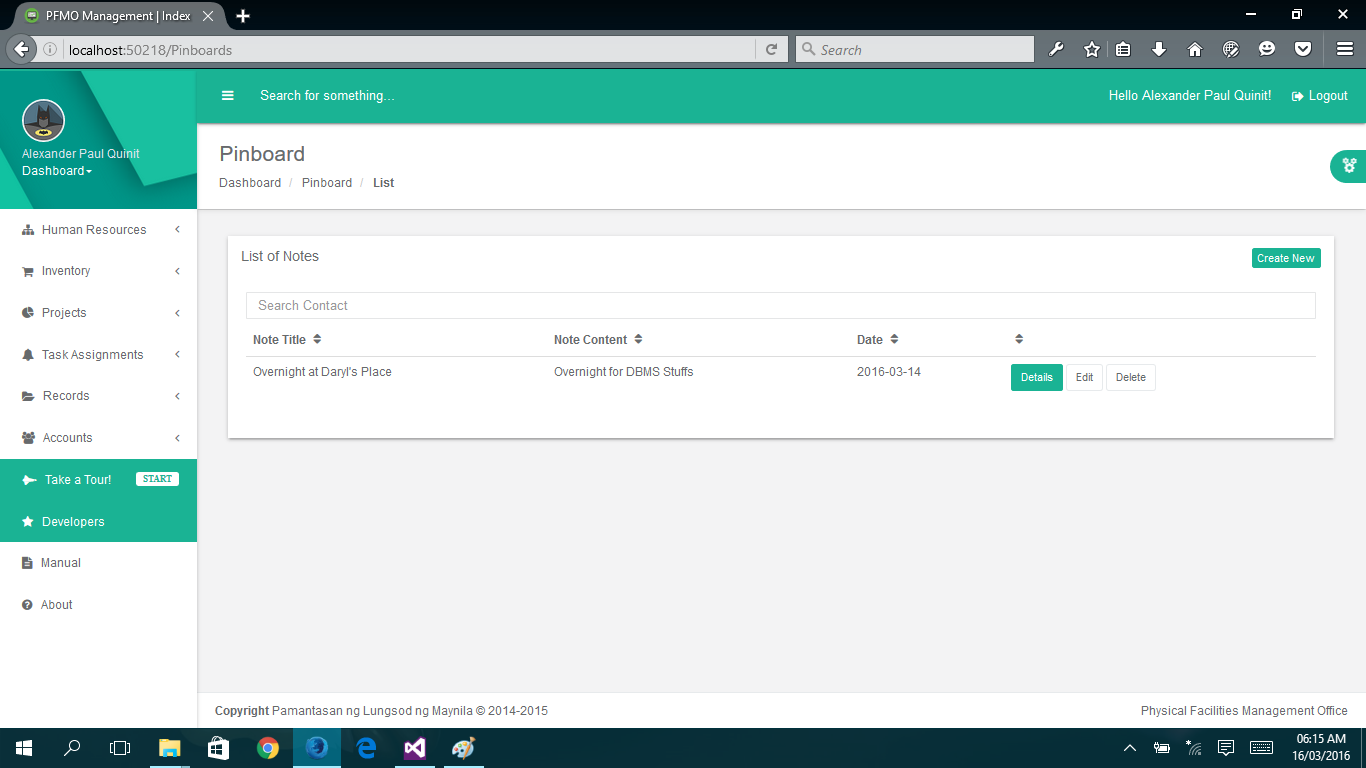 PFMO Management | Index
localhost:50218/Pinboards
Search
Alexander Paul Quinit
Dashboard
Search for something...
Hello Alexander Paul Quinit!
Logout
Pinboard
Dashboard / Pinboard / List
Human Resources
Inventory
Projects
Task Assignments
Records
Accounts
Take a Tour! START
Developers
Manual
About
List of Notes
Create New
Search Contact
Note Title Note Content Date
Overnight at Daryl's Place Overnight for DBMS Stuffs 2016-03-14 Details Edit Delete
Copyright Pamantasan ng Lungsod ng Maynila © 2014-2015
Physical Facilities Management Office
06:15 AM
16/03/2016